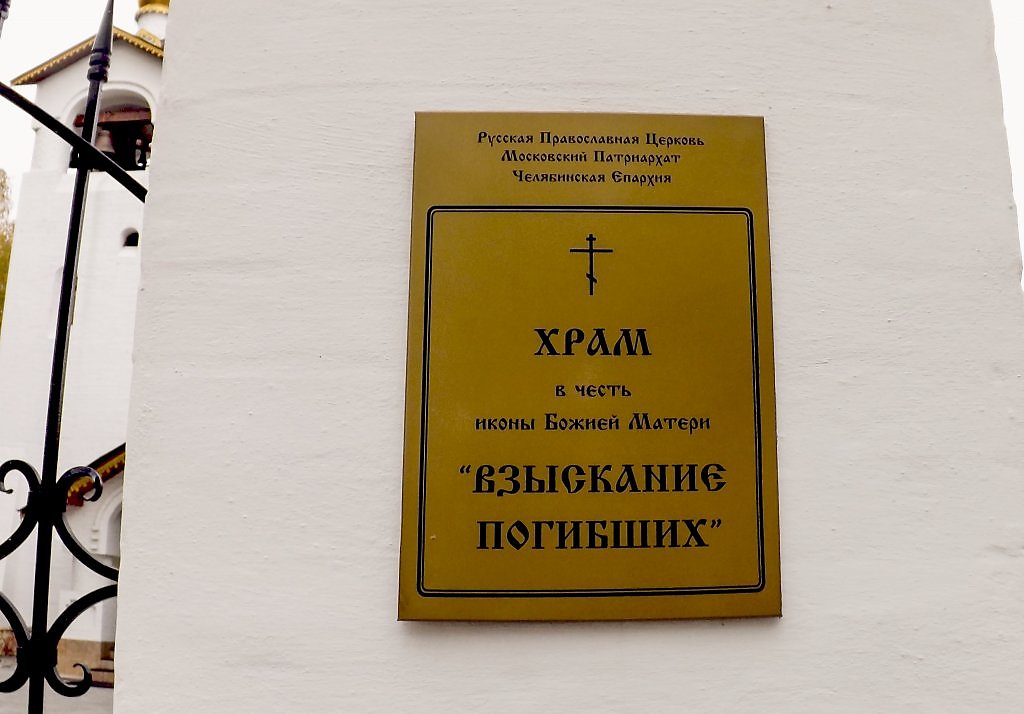 Русская Православная Церковь
Московский Патриархат
Челябинская Епархия
ХРАМ
в честь
иконы Божией Матери
“ВЗЫСКАНИЕ
ПОГИБШИХ”